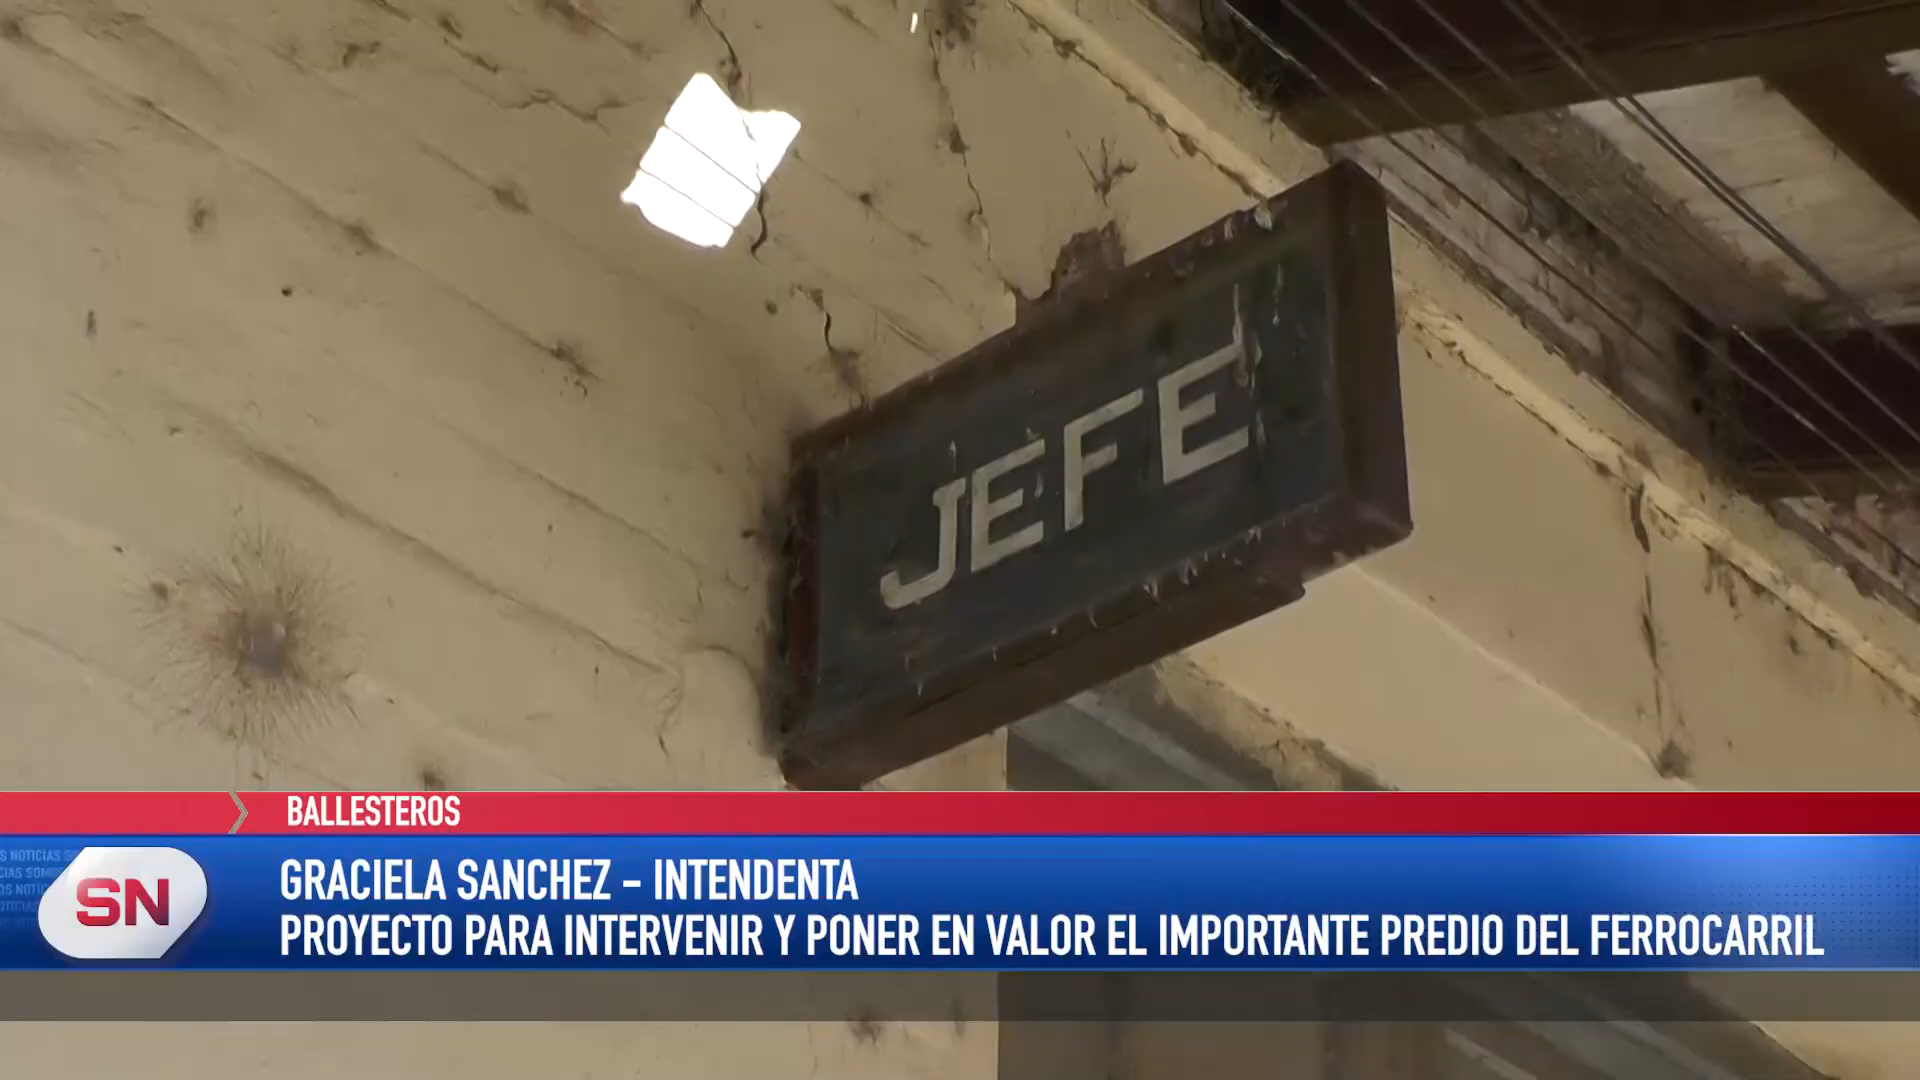 JEFE
BALLESTEROS
SN
GRACIELA SANCHEZ - INTENDENTA
PROYECTO PARA INTERVENIR Y PONER EN VALOR EL IMPORTANTE PREDIO DEL FERROCARRIL